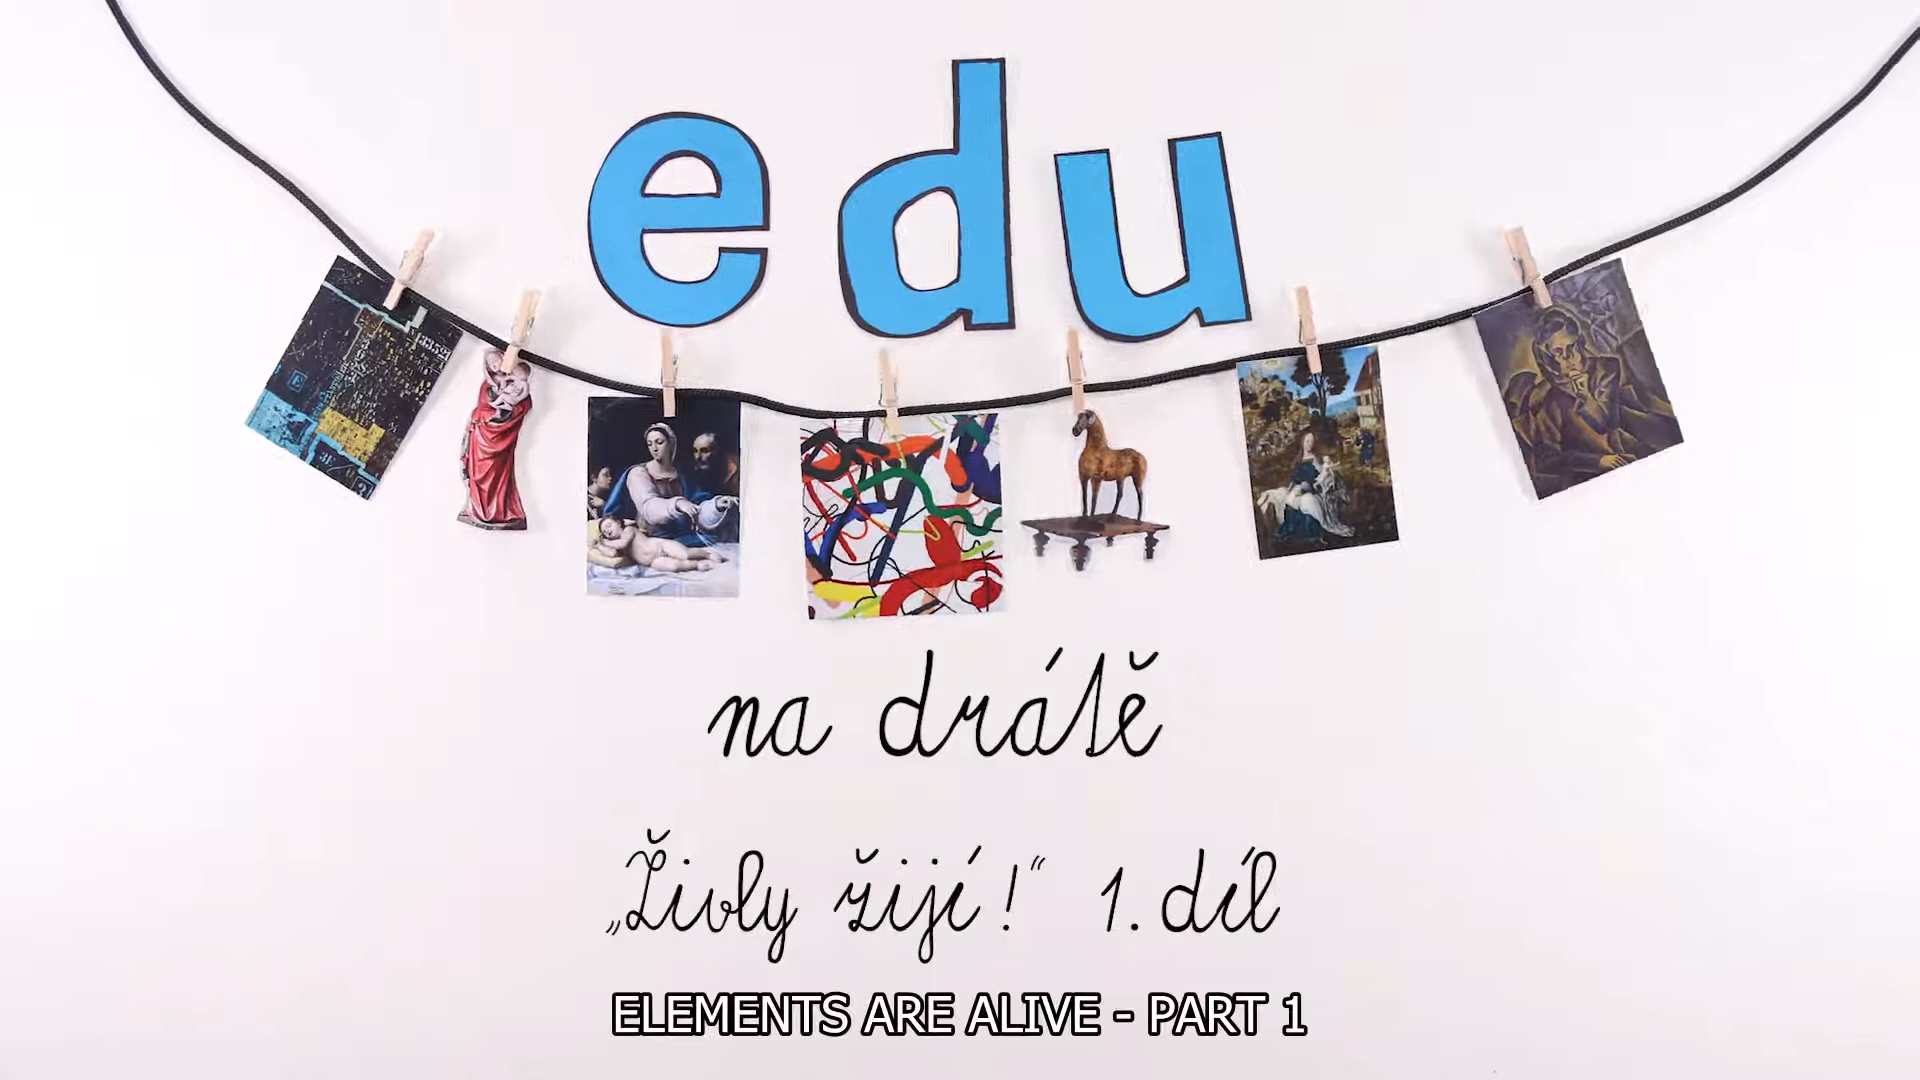 edu
na drátě
„Živly žijí!“ 1. díl
ELEMENTS ARE ALIVE - PART 1